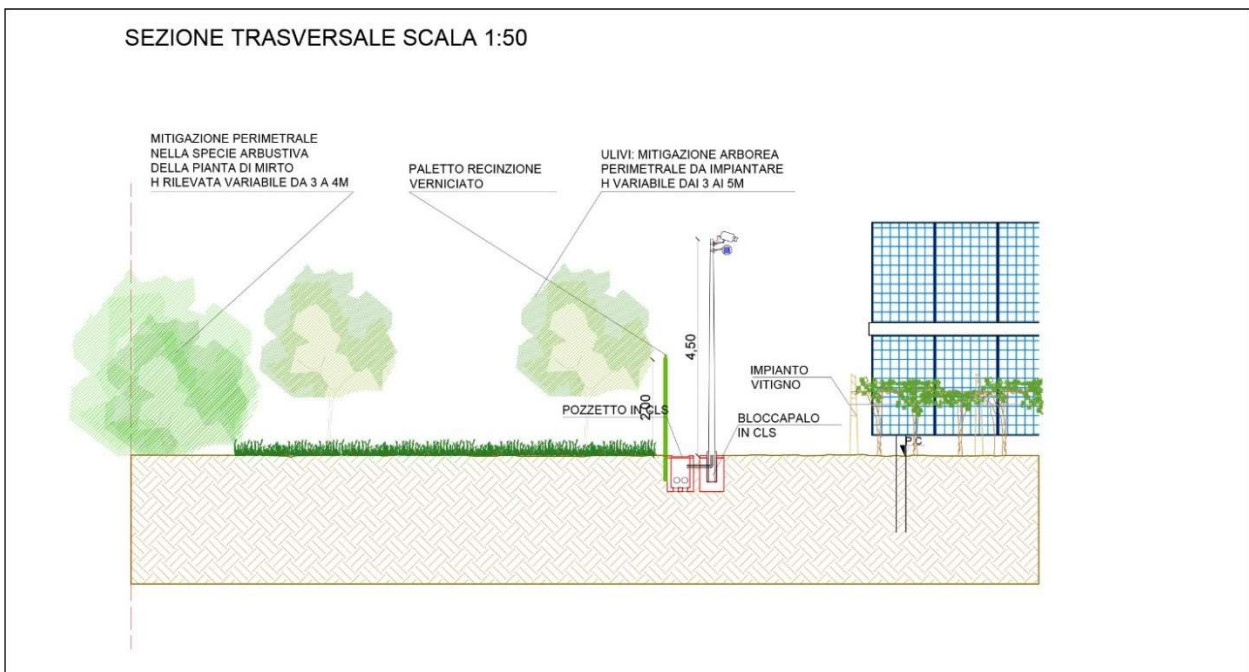 SEZIONE TRASVERSALE SCALA 1:50
MITIGAZIONE PERIMETRALE
NELLA SPECIE ARBUSTIVA
DELLA PIANTA DI MIRTO
H RILEVATA VARIABILE DA 3 A 4M
PALETTO RECINZIONE
VERNICIATO
ULIVI: MITIGAZIONE ARBOREA
PERIMETRALE DA IMPIANTARE
H VARIABILE DAI 3 AI 5M
4,50
2,00
POZZETTO IN CLS
BLOCCAPALO
IN CLS
IMPIANTO
VITIGNO
P.C.